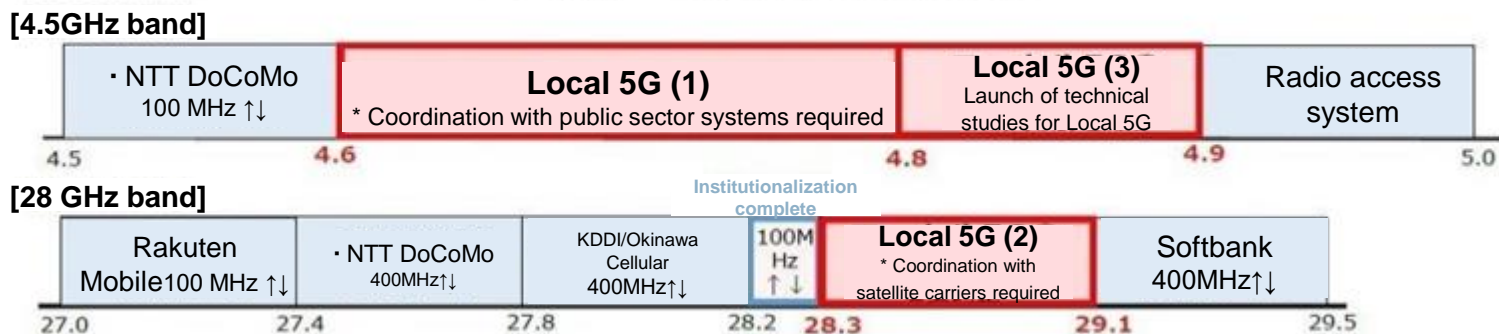 [4.5GHz band]
· NTT DoCoMo
100 MHz ↑↓
Local 5G (1)
* Coordination with public sector systems required
Local 5G (3)
Launch of technical
studies for Local 5G
Radio access
system
4.5
4.6
4.8
4.9
5.0
[28 GHz band]
Institutionalization
complete
Rakuten
Mobile100 MHz ↑↓
· NTT DoCoMo
400MHz↑↓
KDDI/Okinawa
Cellular
400MHz↑↓
100M
Hz
↑ ↓
Local 5G (2)
* Coordination with
satellite carriers required
Softbank
400MHz↑↓
27.0
27.4
27.8
28.2
28.3
29.1
29.5